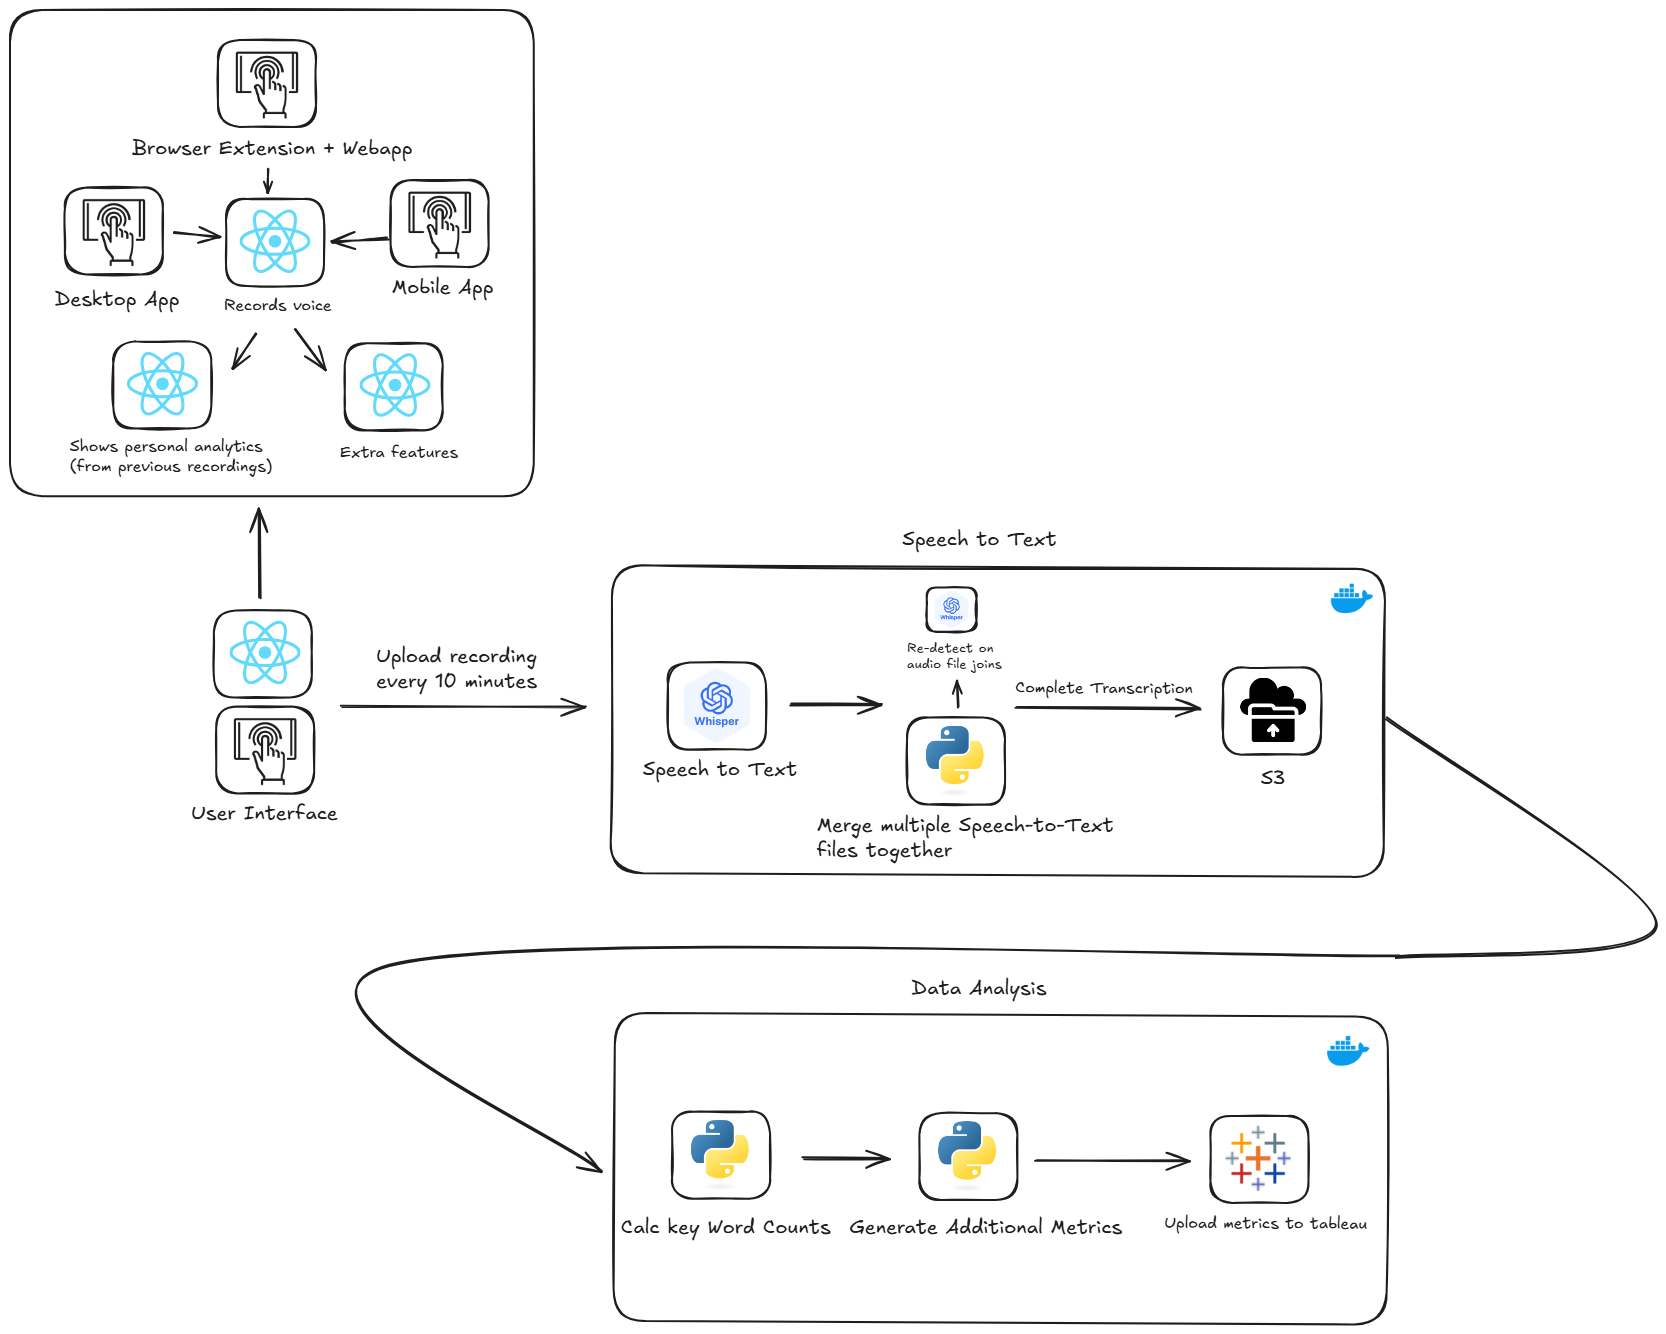 Browser Extension + Webapp
Desktop App
Records voice
Mobile App
Shows personal analytics
(from previous recordings)
Extra features
Upload recording
every 10 minutes
User Interface
Speech to Text
Whisper
Speech to Text
Whisper
Re-detect on
audio file joins
Merge multiple Speech-to-Text
files together
Complete Transcription
S3
Data Analysis
Calc key Word Counts
Generate Additional Metrics
Upload metrics to tableau